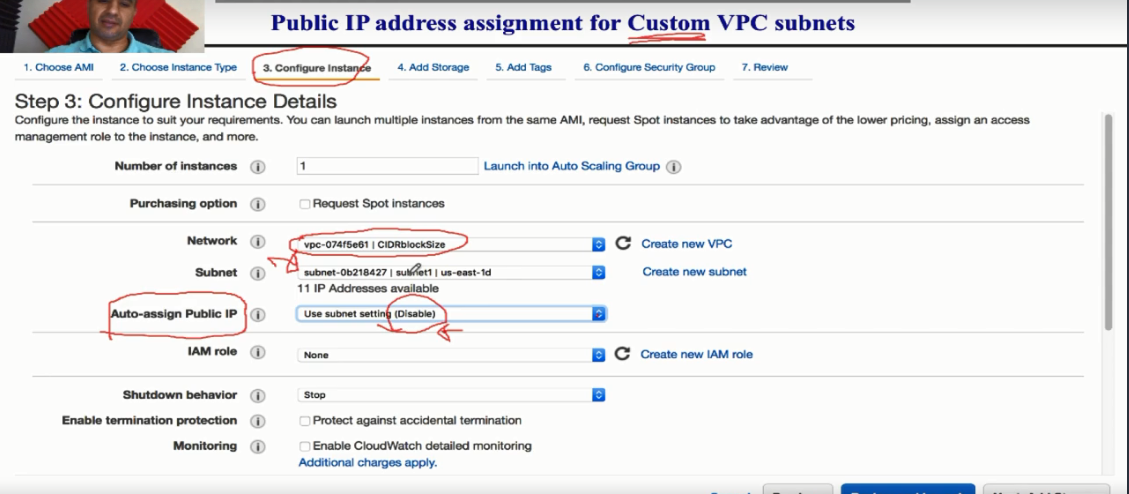 Public IP address assignment for Custom VPC subnets
1. Choose AMI 2. Choose Instance Type 3. Configure Instance 4. Add Storage 5. Add Tags 6. Configure Security Group 7. Review
Step 3: Configure Instance Details
Configure the instance to suit your requirements. You can launch multiple instances from the same AMI, request Spot instances to take advantage of the lower pricing, assign an access
management role to the instance, and more.
Number of instances 1 Launch into Auto Scaling Group
Purchasing option Request Spot instances
Network vpc-074f5e61 | CIDRblockSize Create new VPC
Subnet subnet-0b218427 | subnet1 | us-east-1d Create new subnet
11 IP Addresses available
Auto-assign Public IP Use subnet setting (Disable)
IAM role None Create new IAM role
Shutdown behavior Stop
Enable termination protection Protect against accidental termination
Monitoring Enable CloudWatch detailed monitoring
Additional charges apply.